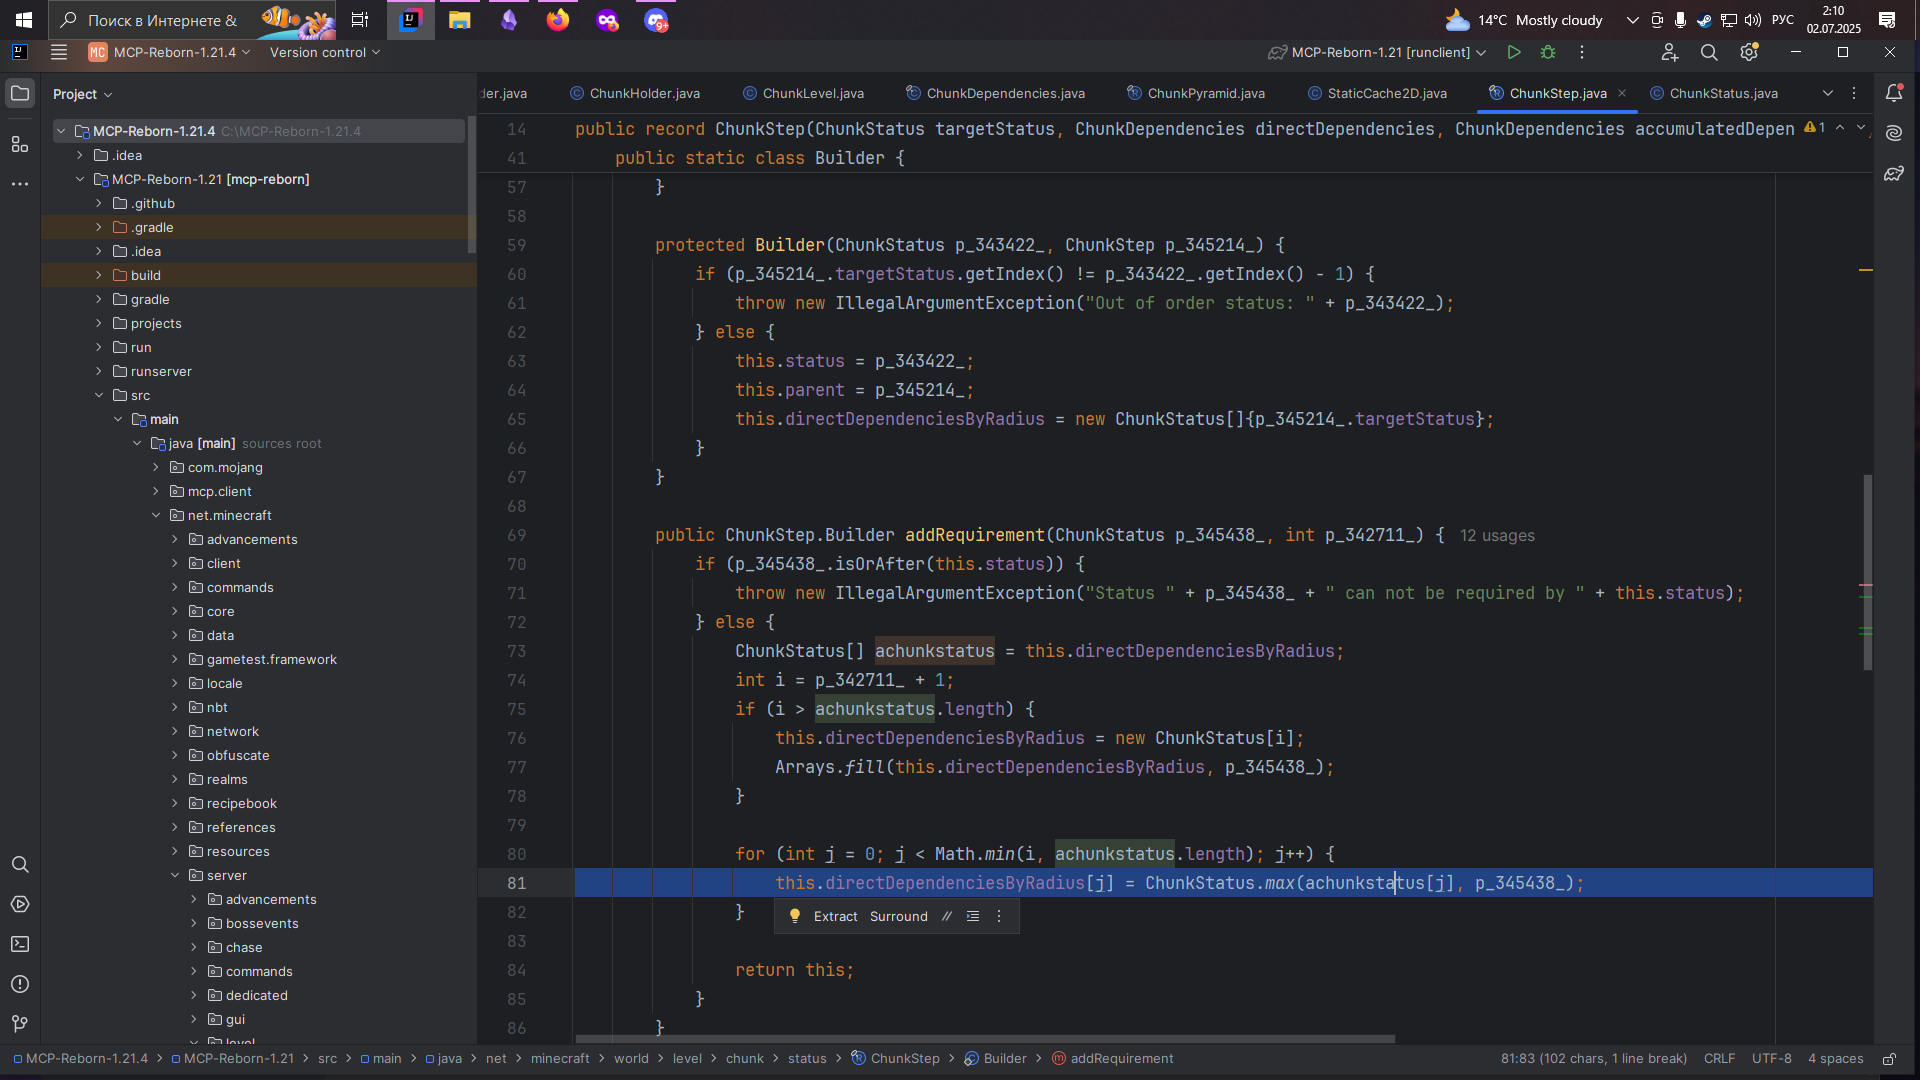 Поиск в Интернете &
9+
14°C Mostly cloudy
РУС
2:10
02.07.2025
MC MCP-Reborn-1.21.4
Version control
MCP-Reborn-1.21 [runclient]
Project
der.java
ChunkHolder.java
ChunkLevel.java
ChunkDependencies.java
ChunkPyramid.java
StaticCache2D.java
ChunkStep.java
ChunkStatus.java
MCP-Reborn-1.21.4 C:\MCP-Reborn-1.21.4
.idea
MCP-Reborn-1.21 [mcp-reborn]
.github
.gradle
.idea
build
gradle
projects
run
runserver
src
main
java [main] sources root
com.mojang
mcp.client
net.minecraft
advancements
client
commands
core
data
gametest.framework
locale
nbt
network
obfuscate
realms
recipebook
references
resources
server
advancements
bossevents
chase
commands
dedicated
gui
level
14 public record ChunkStep(ChunkStatus targetStatus, ChunkDependencies directDependencies, ChunkDependencies accumulatedDepen 1
41 public static class Builder {
57 }
58
59 protected Builder(ChunkStatus p_343422_, ChunkStep p_345214_) {
60 if (p_345214_.targetStatus.getIndex() != p_343422_.getIndex() - 1) {
61 throw new IllegalArgumentException("Out of order status: " + p_343422_);
62 } else {
63 this.status = p_343422_;
64 this.parent = p_345214_;
65 this.directDependenciesByRadius = new ChunkStatus[]{p_345214_.targetStatus};
66 }
67 }
68
69 public ChunkStep.Builder addRequirement(ChunkStatus p_345438_, int p_342711_) { 12 usages
70 if (p_345438_.isOrAfter(this.status)) {
71 throw new IllegalArgumentException("Status " + p_345438_ + " can not be required by " + this.status);
72 } else {
73 ChunkStatus[] achunkstatus = this.directDependenciesByRadius;
74 int i = p_342711_ + 1;
75 if (i > achunkstatus.length) {
76 this.directDependenciesByRadius = new ChunkStatus[i];
77 Arrays.fill(this.directDependenciesByRadius, p_345438_);
78 }
79
80 for (int j = 0; j < Math.min(i, achunkstatus.length); j++) {
81 this.directDependenciesByRadius[j] = ChunkStatus.max(achunkstatus[j], p_345438_);
82 }
Extract Surround //
83
84 return this;
85 }
86 }
MCP-Reborn-1.21.4 > MCP-Reborn-1.21 > src > main > java > net > minecraft > world > level > chunk > status > ChunkStep > Builder > addRequirement
81:83 (102 chars, 1 line break) CRLF UTF-8 4 spaces